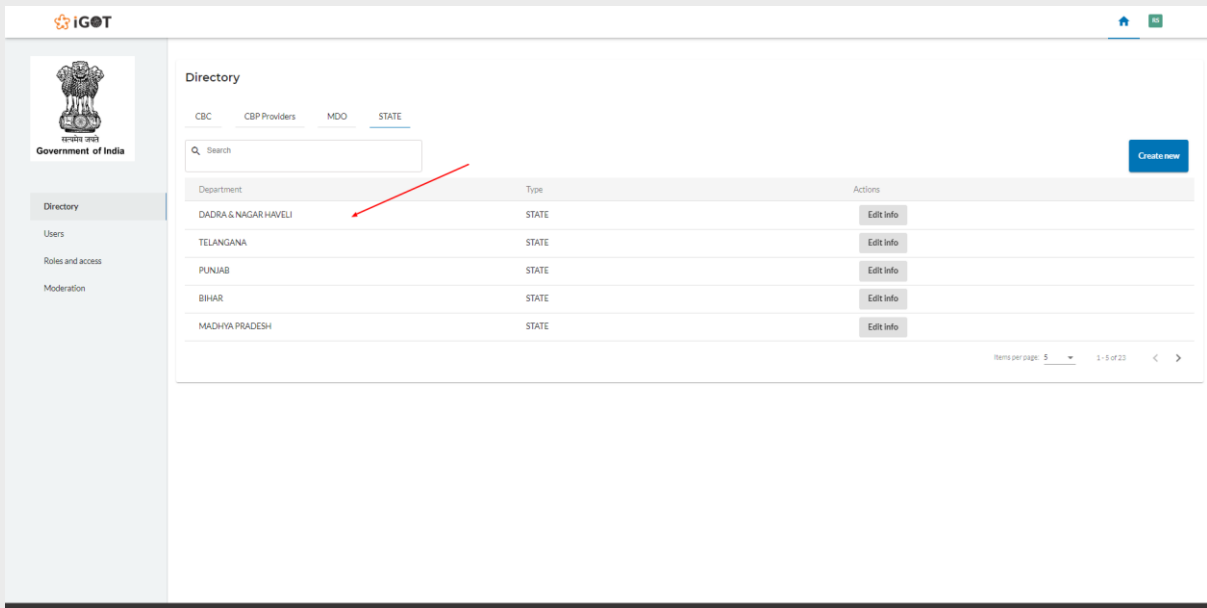 iGOT
RS
सत्यमेव जयते
Government of India
Directory
Users
Roles and access
Moderation
Directory
CBC CBP Providers MDO STATE
Search
Create new
Department Type Actions
DADRA & NAGAR HAVELI STATE Edit info
TELANGANA STATE Edit info
PUNJAB STATE Edit info
BIHAR STATE Edit info
MADHYA PRADESH STATE Edit info
Items per page: 5 1 - 5 of 23